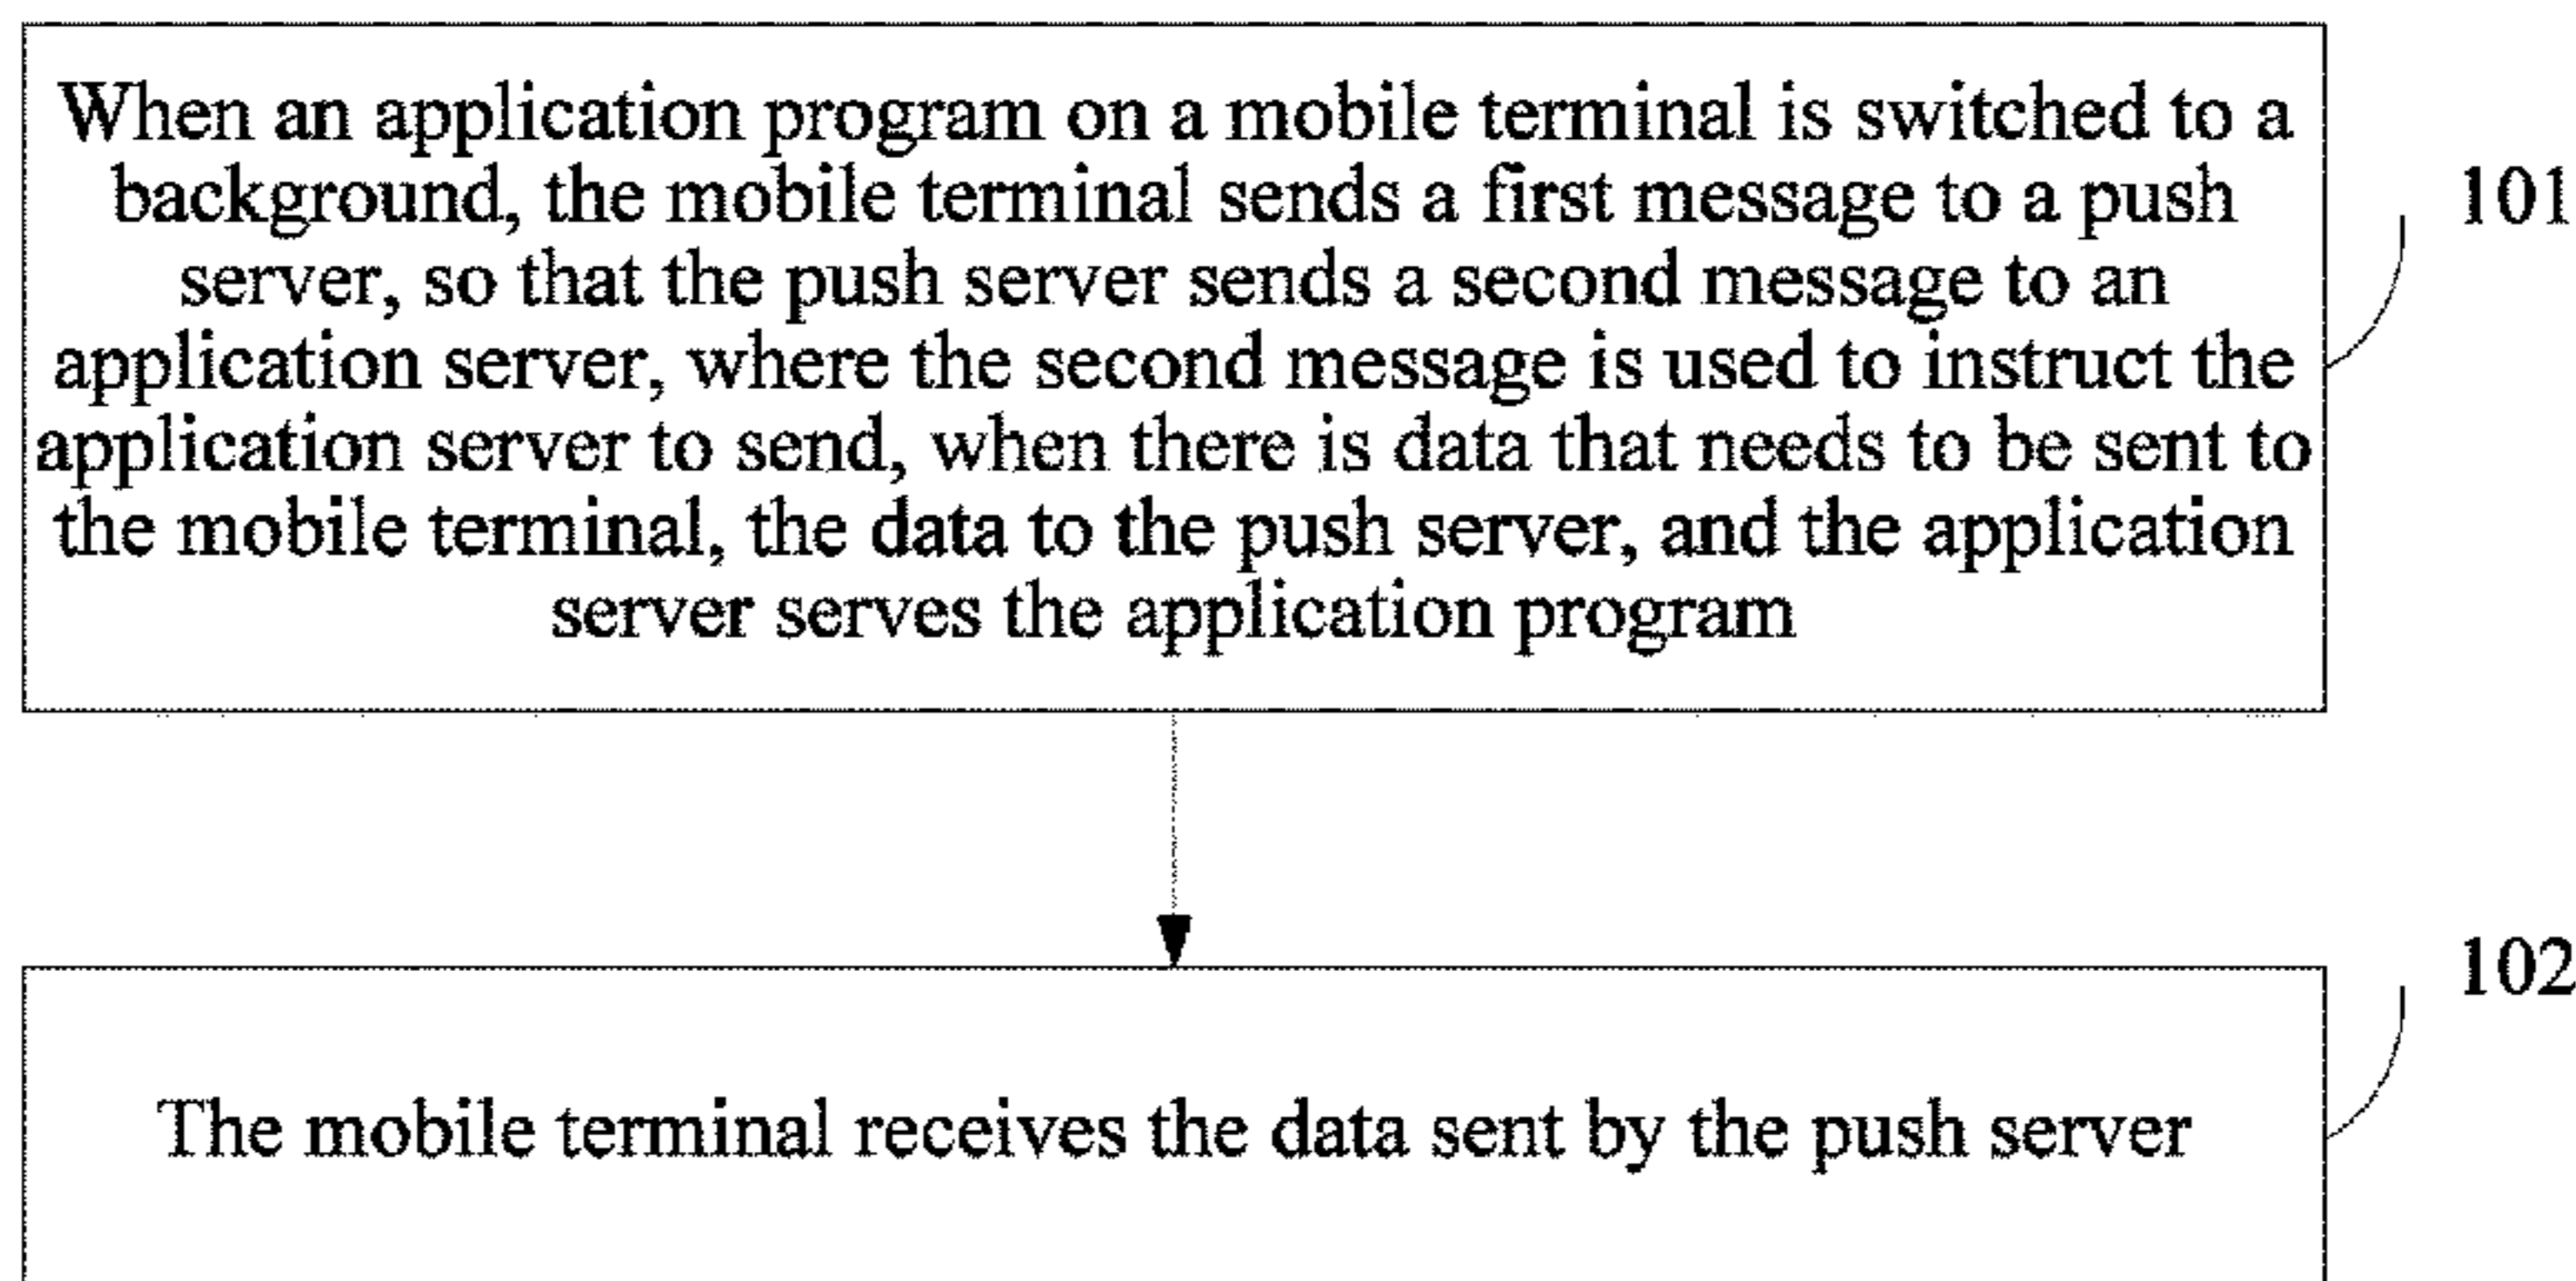 When an application program on a mobile terminal is switched to a
background, the mobile terminal sends a first message to a push
server, so that the push server sends a second message to an
application server, where the second message is used to instruct the
application server to send, when there is data that needs to be sent to
the mobile terminal, the data to the push server, and the application
server serves the application program
101
102
The mobile terminal receives the data sent by the push server